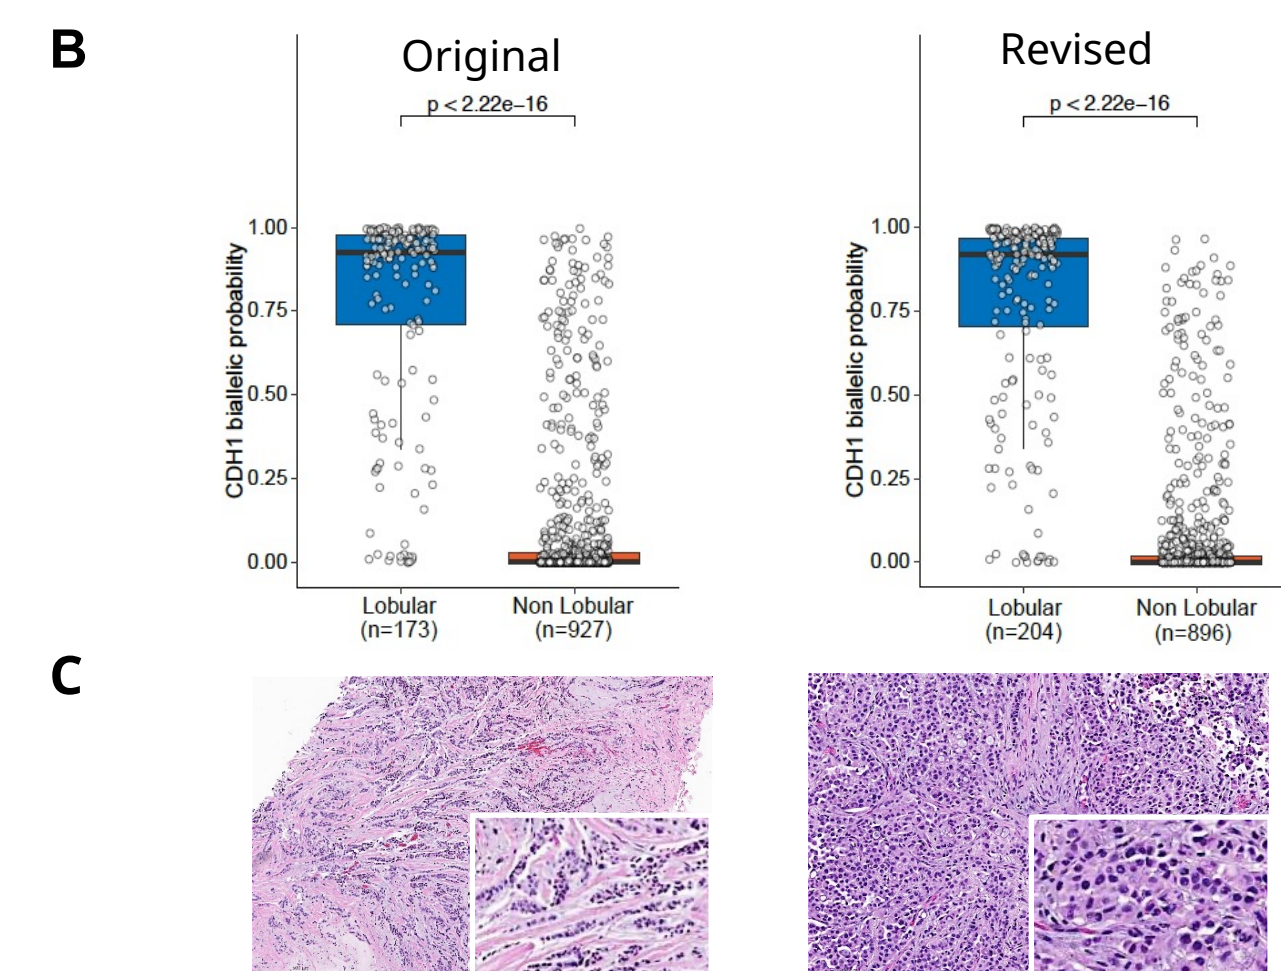 B
Original
Revised
p < 2.22e−16
p < 2.22e−16
CDH1 biallelic probability
1.00
0.75
0.50
0.25
0.00
Lobular
(n=173)
Non Lobular
(n=927)
CDH1 biallelic probability
1.00
0.75
0.50
0.25
0.00
Lobular
(n=204)
Non Lobular
(n=896)
C